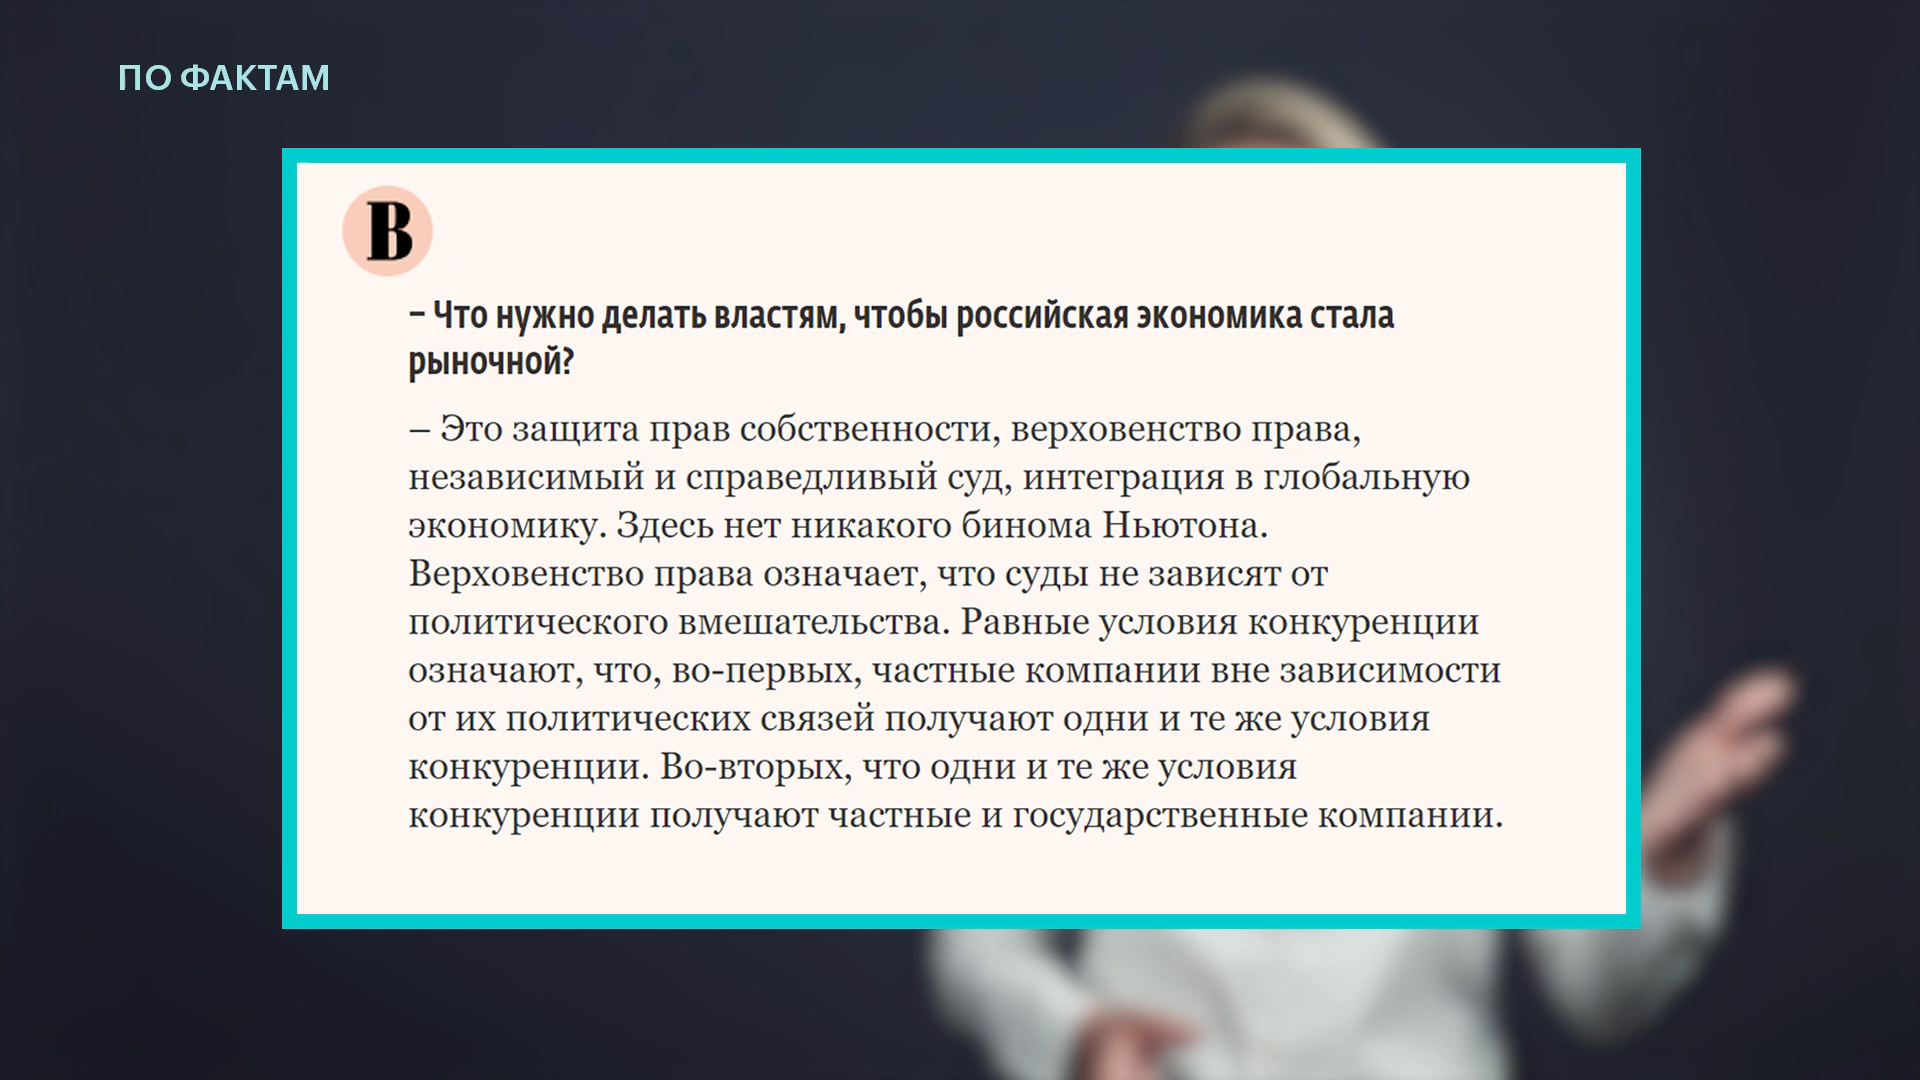 ПО ФАКТАМ
В
– Что нужно делать властям, чтобы российская экономика стала
рыночной?
– Это защита прав собственности, верховенство права,
независимый и справедливый суд, интеграция в глобальную
экономику. Здесь нет никакого бинома Ньютона.
Верховенство права означает, что суды не зависят от
политического вмешательства. Равные условия конкуренции
означают, что, во-первых, частные компании вне зависимости
от их политических связей получают одни и те же условия
конкуренции. Во-вторых, что одни и те же условия
конкуренции получают частные и государственные компании.